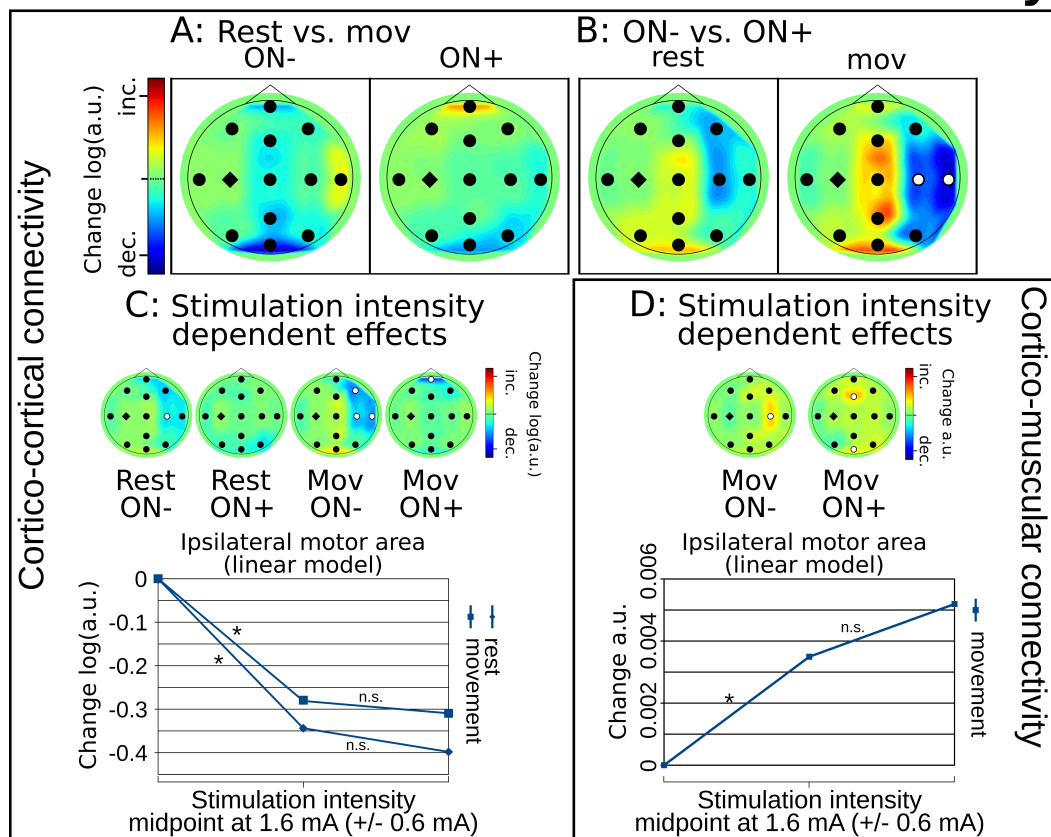 A: Rest vs. mov
ON-
ON+
B: ON- vs. ON+
rest
mov
inc.
dec.
Change log(a.u.)
Cortico-cortical connectivity
C: Stimulation intensity
dependent effects
inc.
dec.
Change log(a.u.)
Rest
ON-
Rest
ON+
Mov
ON-
Mov
ON+
Ipsilateral motor area
(linear model)
Change log(a.u.)
0
-0.1
-0.2
-0.3
-0.4
*
*
n.s.
n.s.
rest
movement
Stimulation intensity
midpoint at 1.6 mA (+/- 0.6 mA)
D: Stimulation intensity
dependent effects
inc.
dec.
Change a.u.
Mov
ON-
Mov
ON+
Cortico-muscular connectivity
Ipsilateral motor area
(linear model)
Change a.u.
0.006
0.004
0.002
0
*
n.s.
movement
Stimulation intensity
midpoint at 1.6 mA (+/- 0.6 mA)